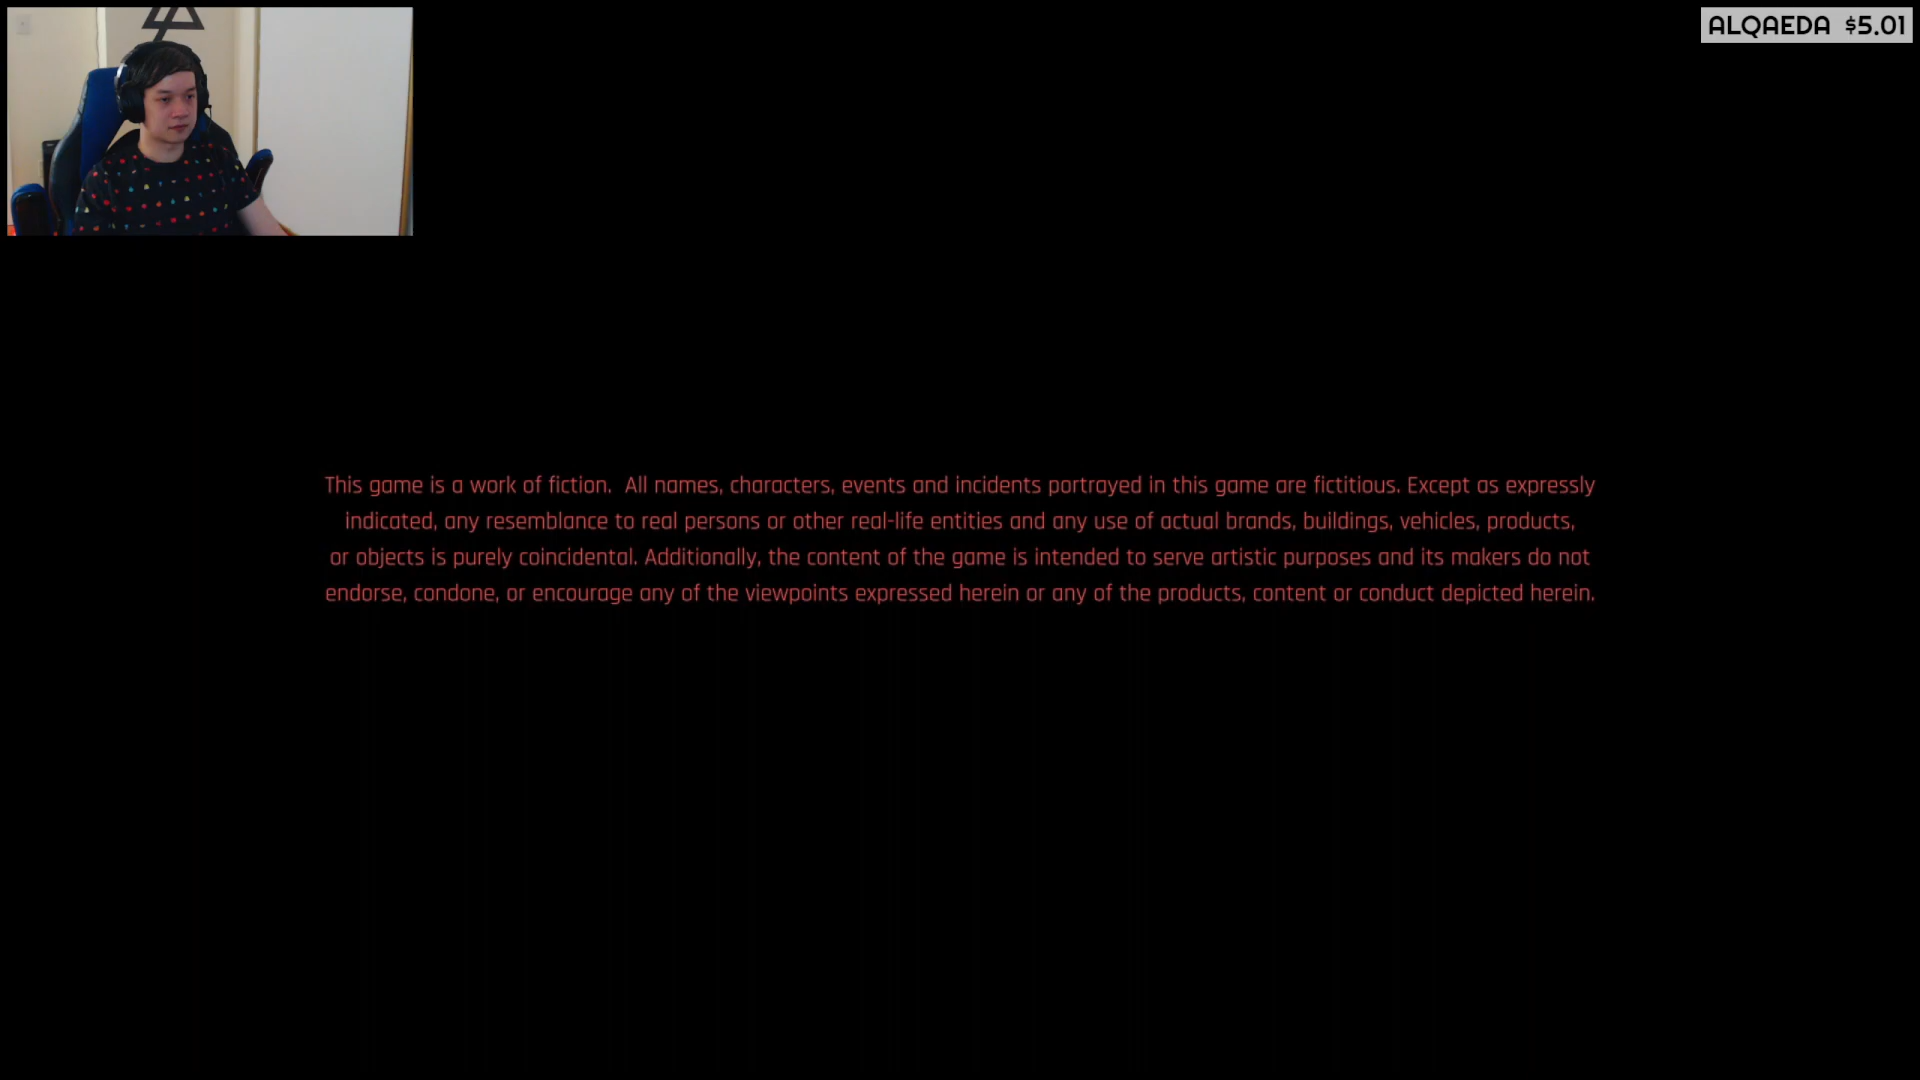 ALQAEDA $5.01
This game is a work of fiction.  All names, characters, events and incidents portrayed in this game are fictitious. Except as expressly
indicated, any resemblance to real persons or other real-life entities and any use of actual brands, buildings, vehicles, products,
or objects is purely coincidental. Additionally, the content of the game is intended to serve artistic purposes and its makers do not
endorse, condone, or encourage any of the viewpoints expressed herein or any of the products, content or conduct depicted herein.